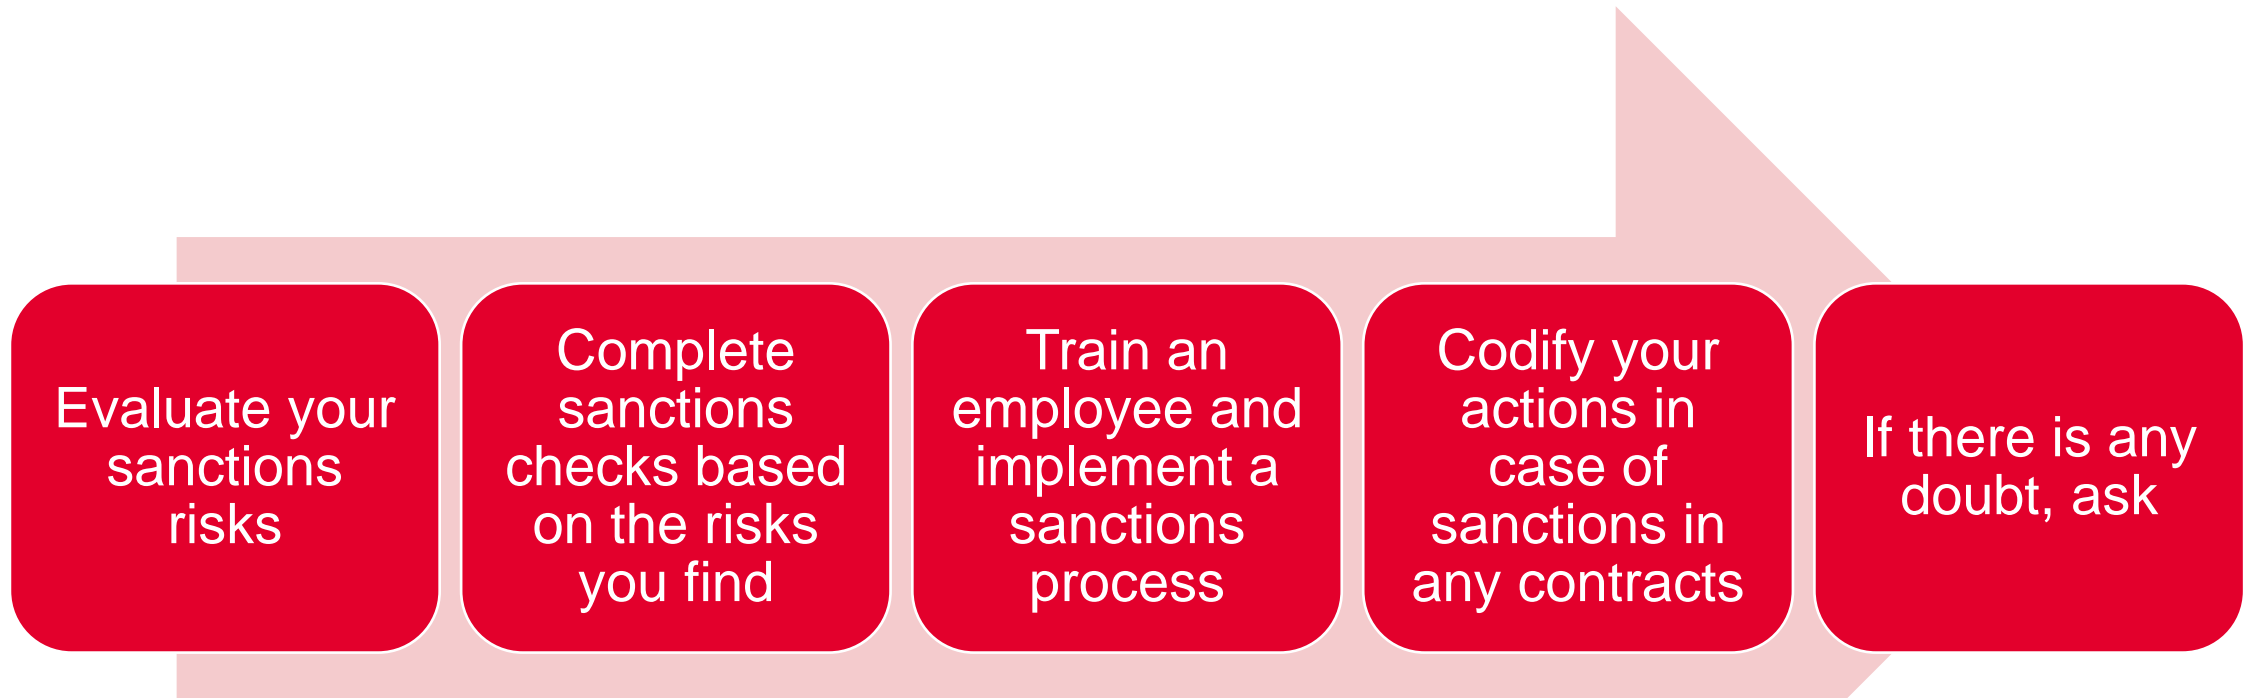 Evaluate your
sanctions
risks
Complete
sanctions
checks based
on the risks
you find
Train an
employee and
implement a
sanctions
process
Codify your
actions in
case of
sanctions in
any contracts
If there is any
doubt, ask